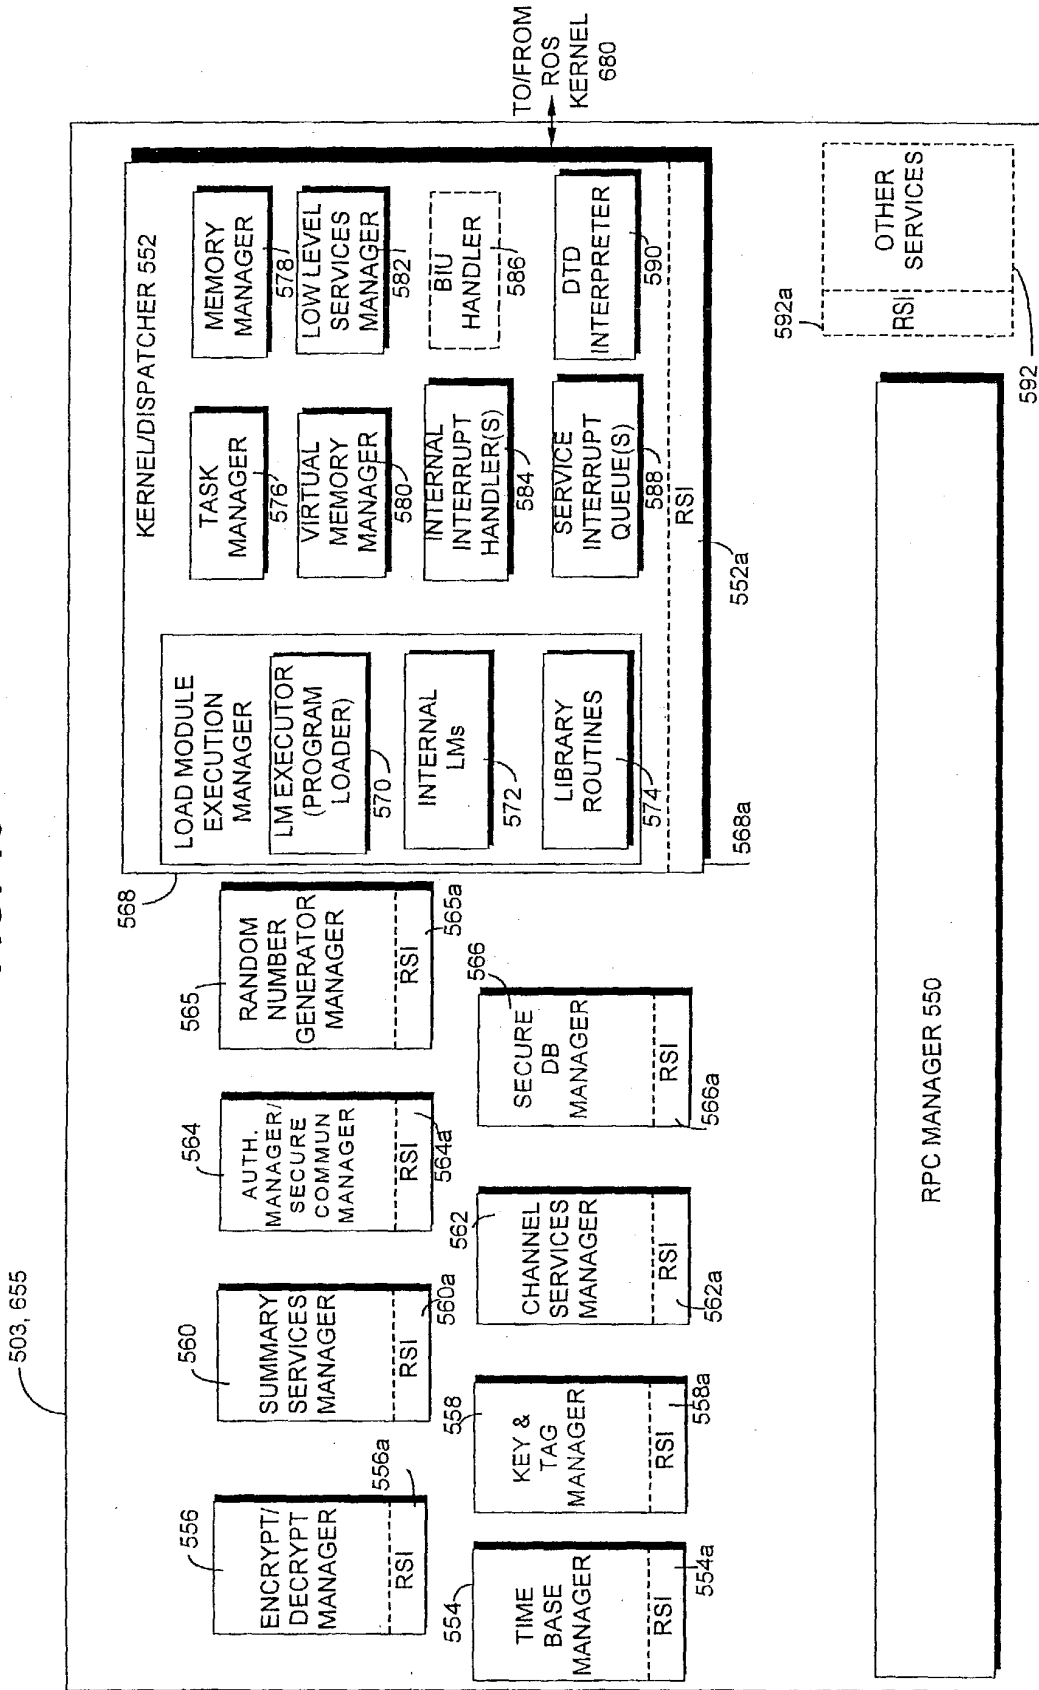 503, 655
KERNEL/DISPATCHER 552
568
LOAD MODULE
EXECUTION
MANAGER
LM EXECUTOR
(PROGRAM
LOADER)
570
INTERNAL
LMs
572
LIBRARY
ROUTINES
574
568a
TASK
MANAGER
576
MEMORY
MANAGER
578
VIRTUAL
MEMORY
MANAGER
580
LOW LEVEL
SERVICES
MANAGER
582
INTERNAL
INTERRUPT
HANDLER(S)
584
BIU
HANDLER
586
SERVICE
INTERRUPT
QUEUE(S)
588
DTD
INTERPRETER
590
RSI
552a
TO/FROM
ROS
KERNEL
680
556
ENCRYPT/
DECRYPT
MANAGER
RSI
556a
560
SUMMARY
SERVICES
MANAGER
RSI
560a
564
AUTH.
MANAGER/
SECURE
COMMUN
MANAGER
RSI
564a
565
RANDOM
NUMBER
GENERATOR
MANAGER
RSI
565a
554
TIME
BASE
MANAGER
RSI
554a
558
KEY &
TAG
MANAGER
RSI
558a
562
CHANNEL
SERVICES
MANAGER
RSI
562a
566
SECURE
DB
MANAGER
RSI
566a
RPC MANAGER 550
592a
RSI
OTHER
SERVICES
592